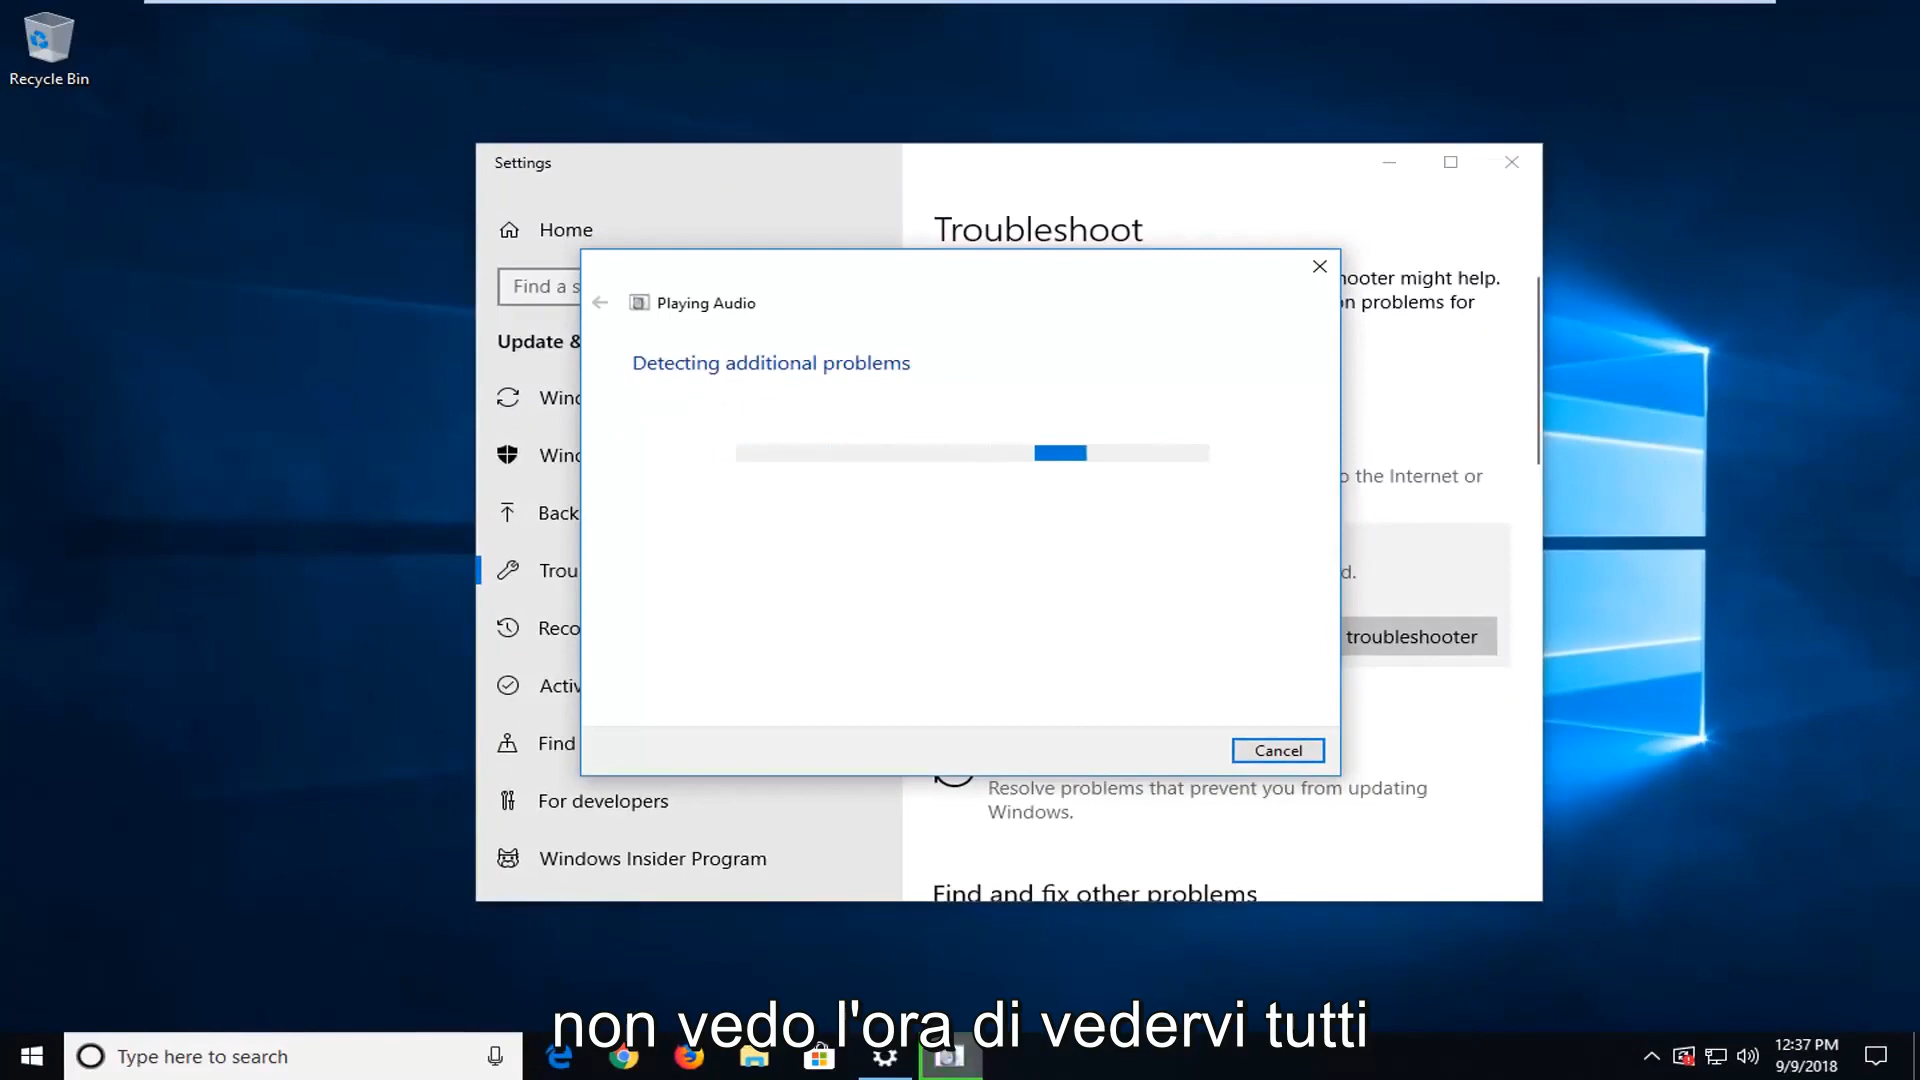 Recycle Bin
Settings
Home
Find a s
Update &
Wind
Wind
Back
Trou
Reco
Activ
Find
For developers
Windows Insider Program
Troubleshoot
hooter might help.
on problems for
o the Internet or
d.
troubleshooter
Resolve problems that prevent you from updating
Windows.
Find and fix other problems
Playing Audio
Detecting additional problems
Cancel
non vedo l'ora di vedervi tutti
Type here to search
12:37 PM
9/9/2018